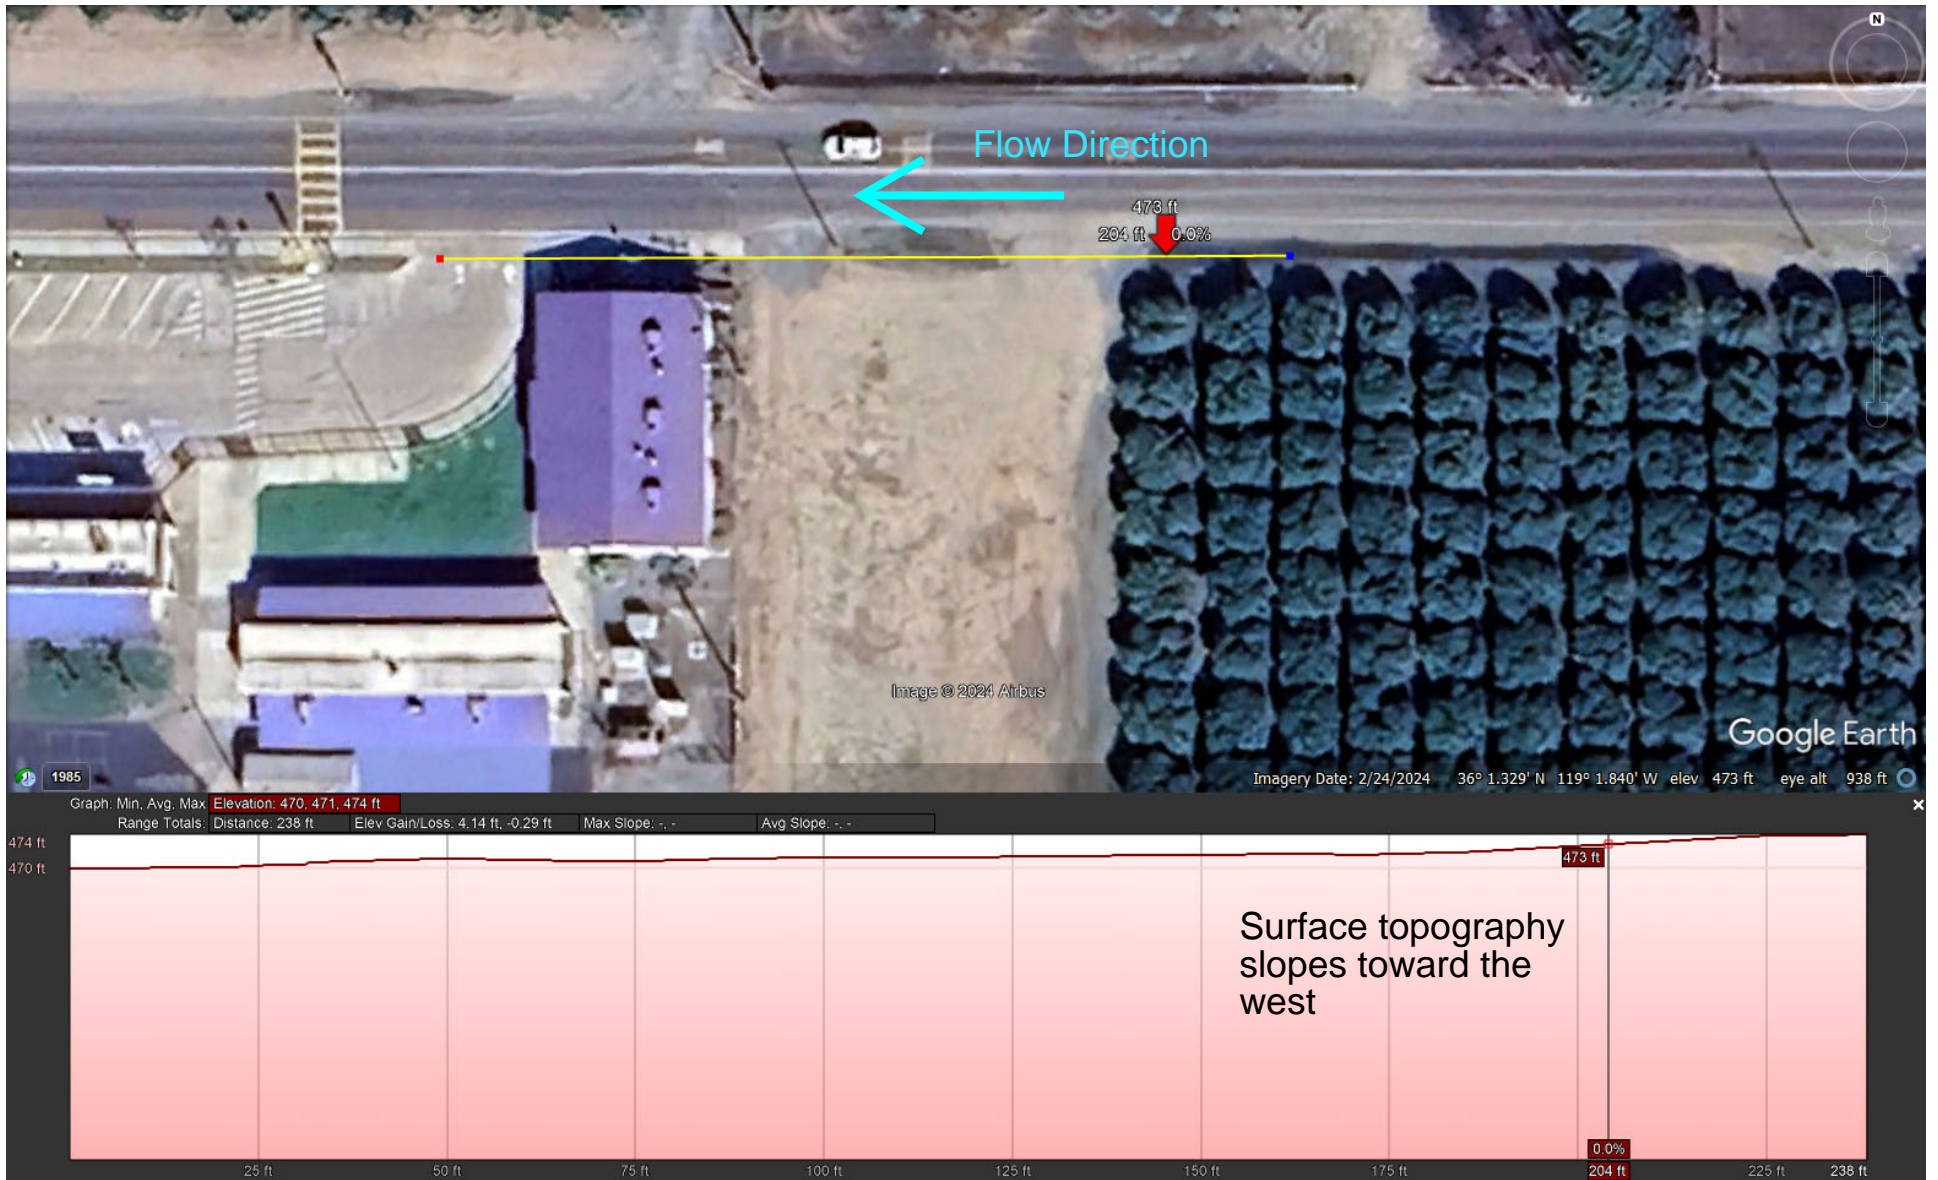 N
Flow Direction
473 ft
204 ft 0.0%
Image © 2024 Airbus
Google Earth
1985
Imagery Date: 2/24/2024 36° 1.329' N 119° 1.840' W elev 473 ft eye alt 938 ft
Graph: Min, Avg, Max Elevation: 470, 471, 474 ft
Range Totals: Distance: 238 ft Elev Gain/Loss: 4.14 ft, -0.29 ft Max Slope: -, - Avg Slope: -, -
474 ft
470 ft
473 ft
Surface topography
slopes toward the
west
0.0%
25 ft 50 ft 75 ft 100 ft 125 ft 150 ft 175 ft 204 ft 225 ft 238 ft